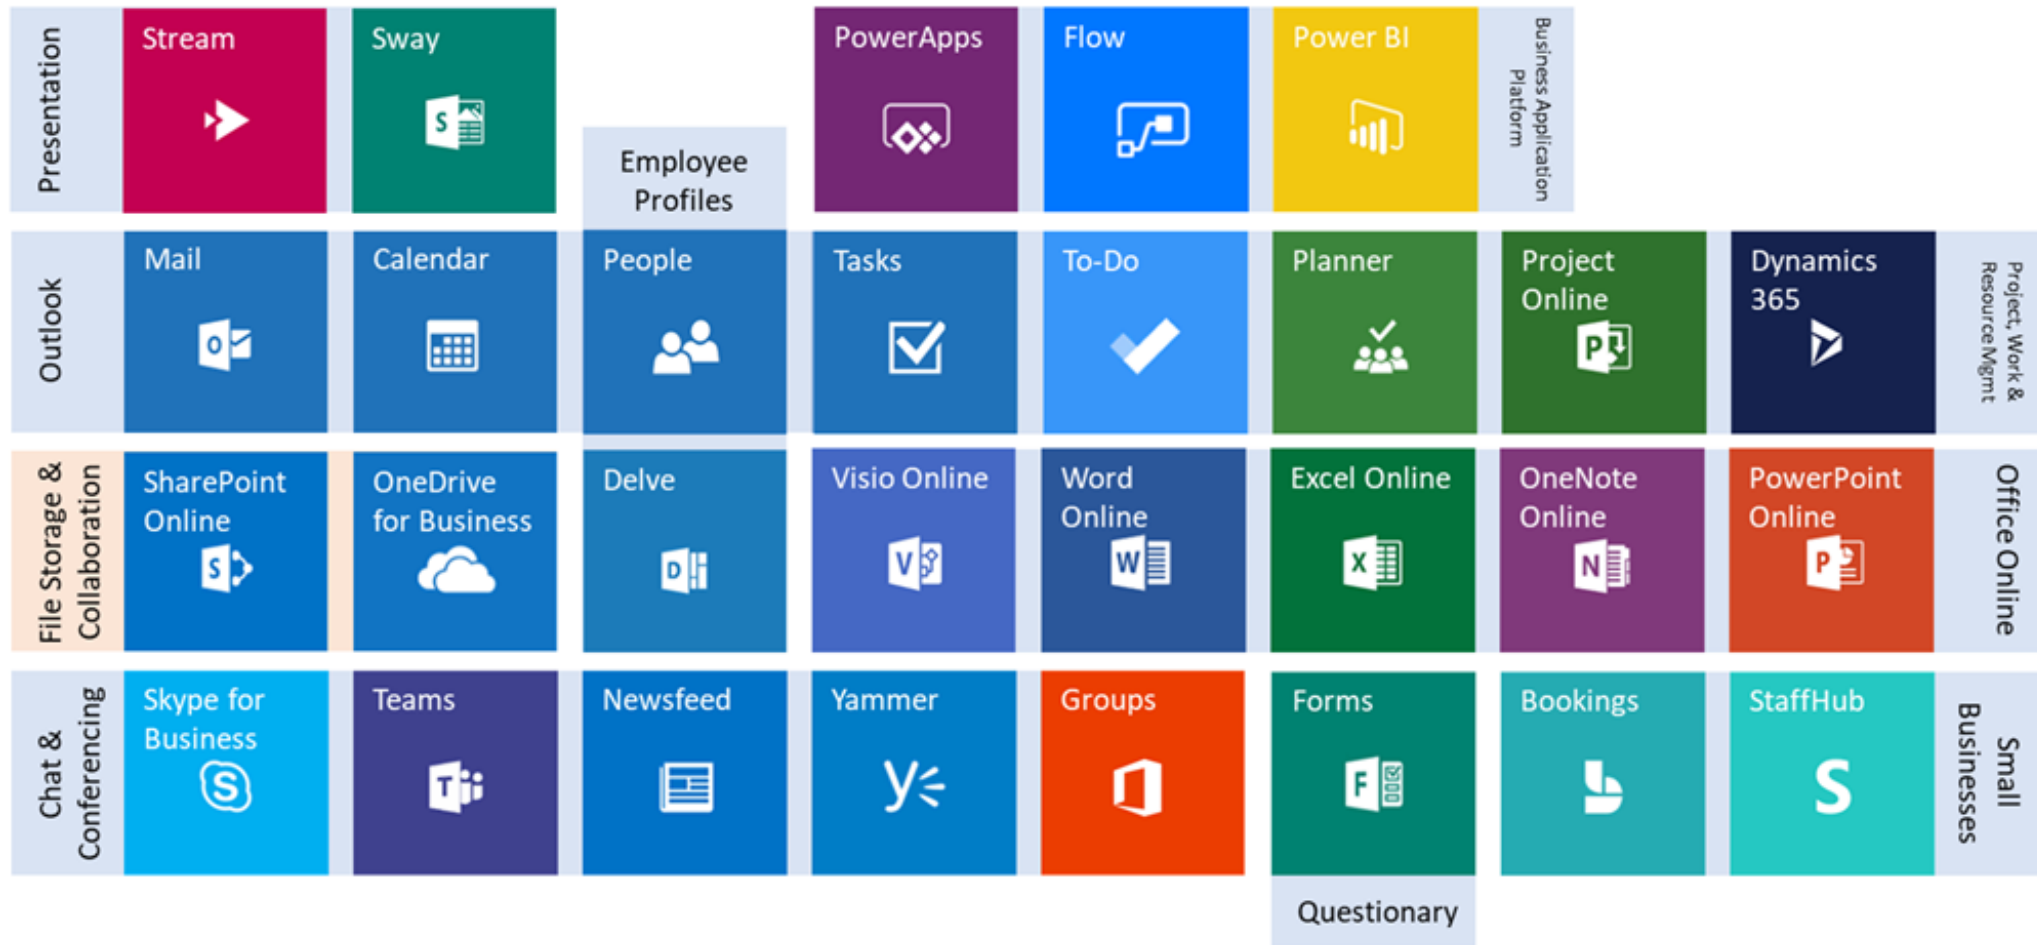 Presentation
Stream
Sway
PowerApps
Flow
Power BI
Business Application
Platform
Employee
Profiles
Outlook
Mail
Calendar
People
Tasks
To-Do
Planner
Project
Online
Dynamics
365
Project, Work &
Resource Mgmt
File Storage &
Collaboration
SharePoint
Online
OneDrive
for Business
Delve
Visio Online
Word
Online
Excel Online
OneNote
Online
PowerPoint
Online
Office Online
Chat &
Conferencing
Skype for
Business
Teams
Newsfeed
Yammer
Groups
Forms
Bookings
StaffHub
Small
Businesses
Questionary